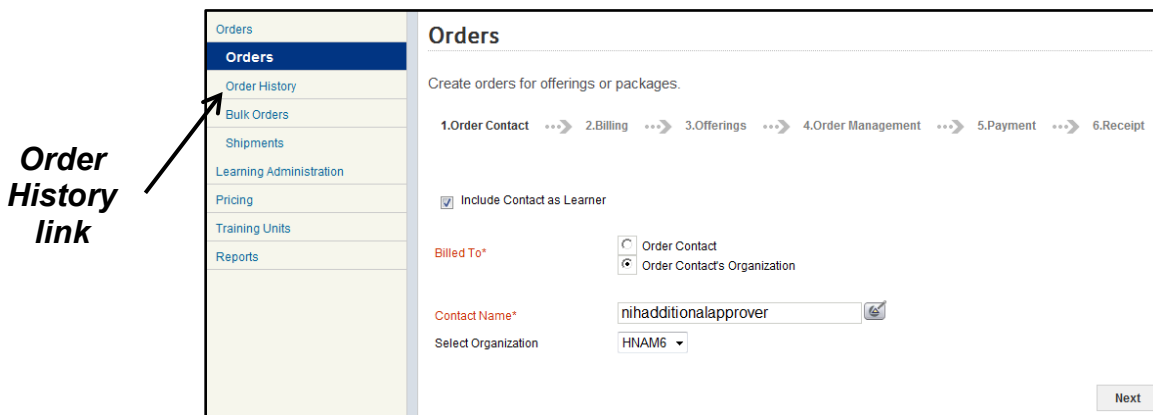 Order
History
link
Orders
Orders
Order History
Bulk Orders
Shipments
Learning Administration
Pricing
Training Units
Reports
Orders
Create orders for offerings or packages.
1.Order Contact 2.Billing 3.Offerings 4.Order Management 5.Payment 6.Receipt
Include Contact as Learner
Billed To* Order Contact
Order Contact's Organization
Contact Name* nihadditionalapprover
Select Organization HNAM6
Next